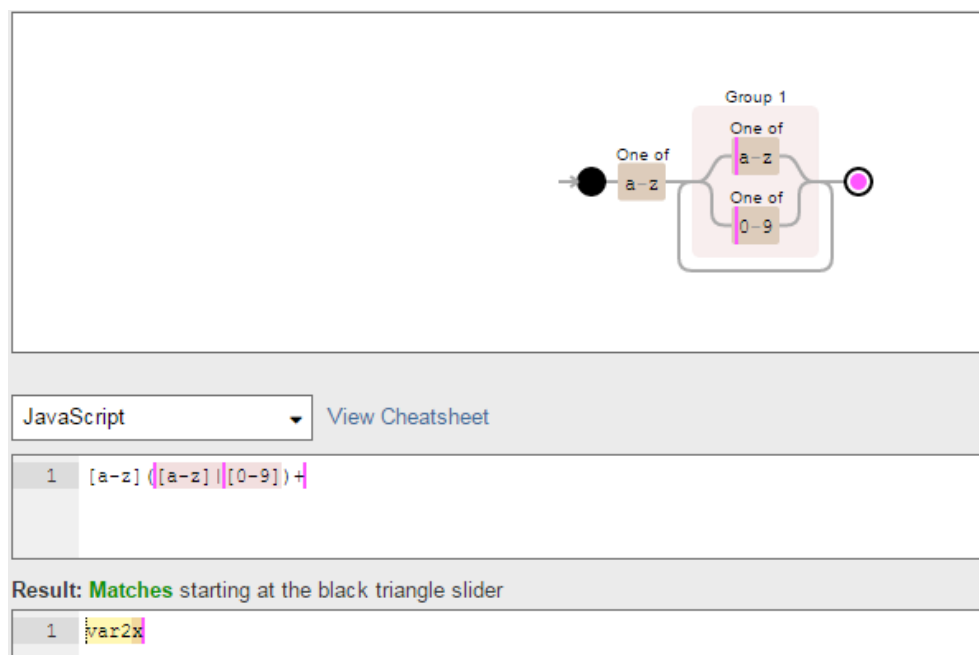 Group 1
One of
One of
a-z
a-z
One of
0-9
JavaScript View Cheatsheet
1 [a-z]([a-z]|[0-9])+
Result: Matches starting at the black triangle slider
1 var2x